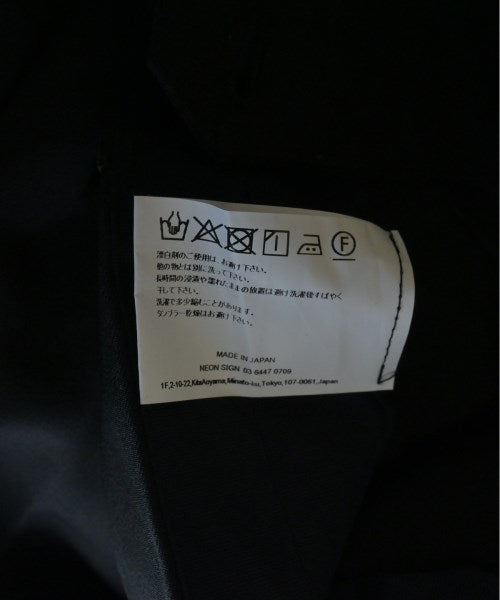 F
漂白剤のご使用は、お避け下さい。
他の物とは別に洗って下さい。
長時間の浸漬や濡れたままの放置は避け洗濯後すばやく
干して下さい。
洗濯で多少縮むことがあります。
タンブラー乾燥はお避け下さい。
MADE IN JAPAN
NEON SIGN 03 6447 0709
1F,2-10-22,KitaAoyama,Minato-ku,Tokyo,107-0061,Japan